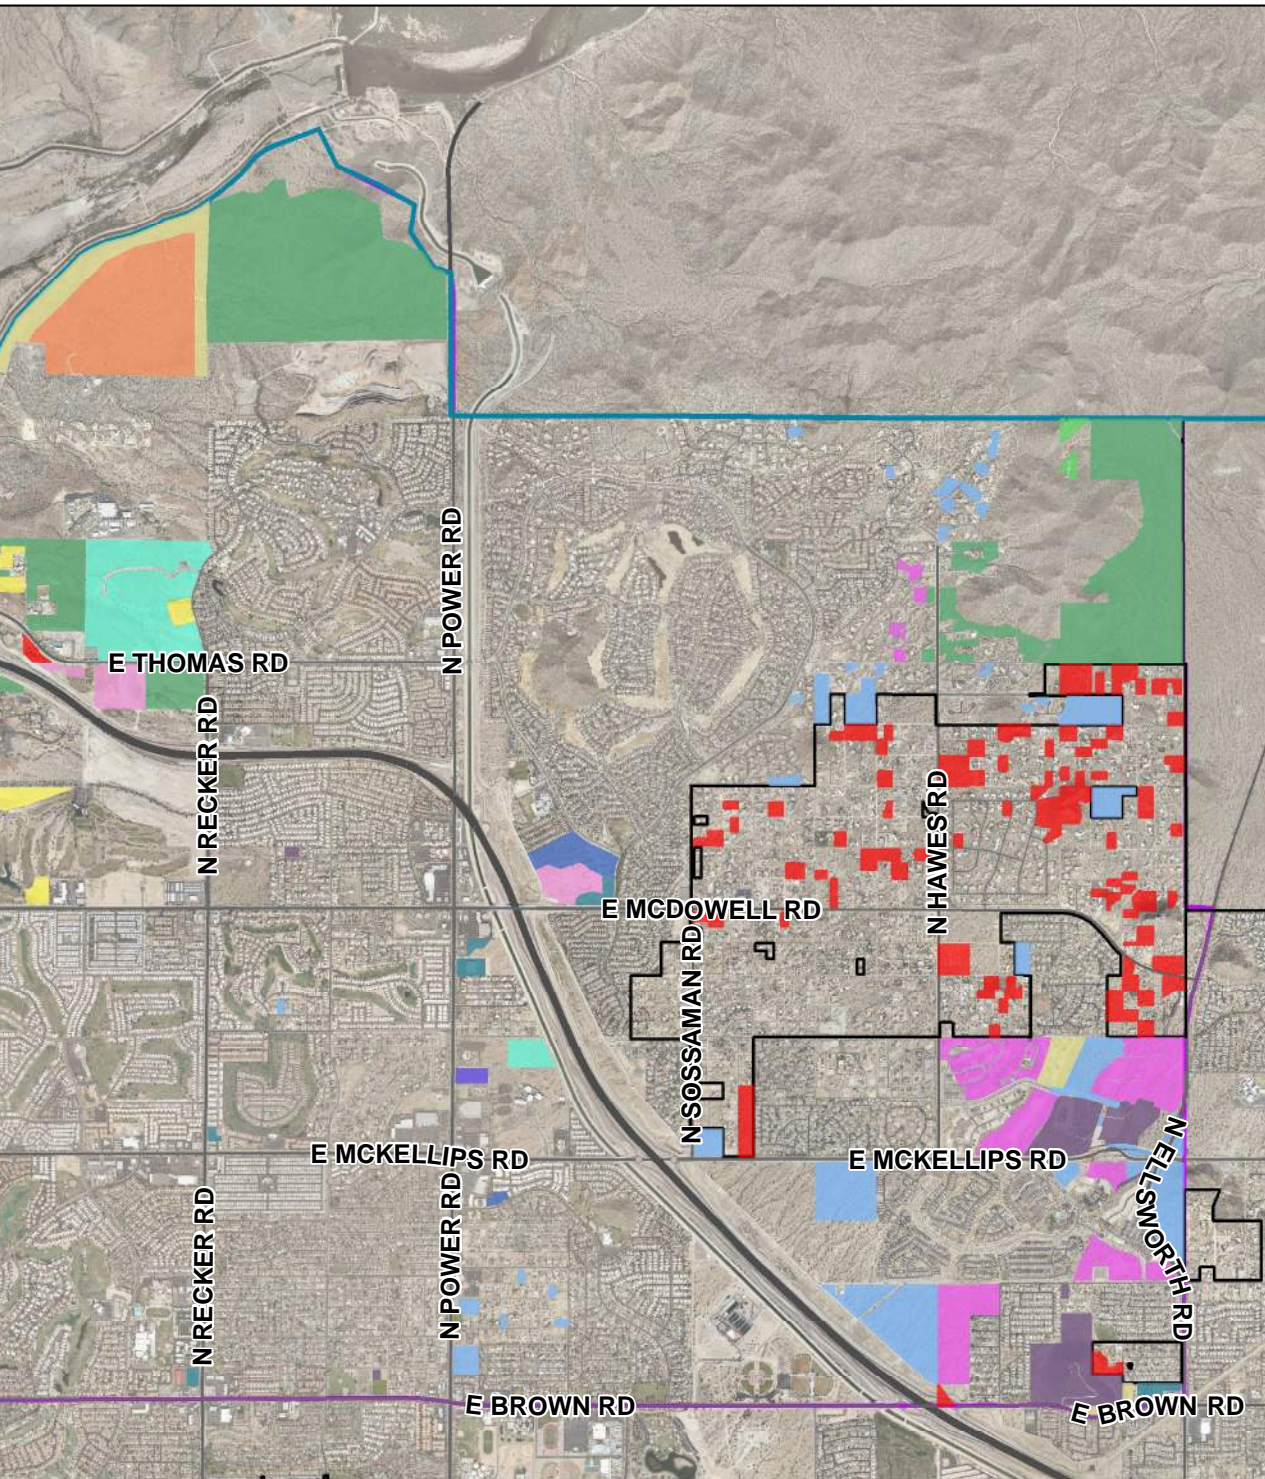 N POWER RD
E THOMAS RD
N RECKER RD
N HAWES RD
E MCDOWELL RD
N SOSSAMAN RD
E MCKELLIPS RD
E MCKELLIPS RD
N ELLSWORTH RD
N RECKER RD
N POWER RD
E BROWN RD
E BROWN RD